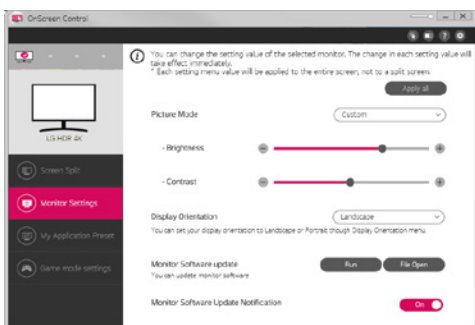 OnScreen Control
You can change the setting value of the selected monitor. The change in each setting value will
take effect immediately.
* Each setting menu value will be applied to the entire screen, not to a split screen.
Apply all
LG HDR 4K
Picture Mode
Custom
- Brightness
- Contrast
Screen Split
Monitor Settings
My Application Preset
Game mode settings
Display Orientation
Landscape
You can set your display orientation to Landscape or Portrait though Display Orientation menu.
Monitor Software update
Run
File Open
You can update monitor software
Monitor Software Update Notification
On